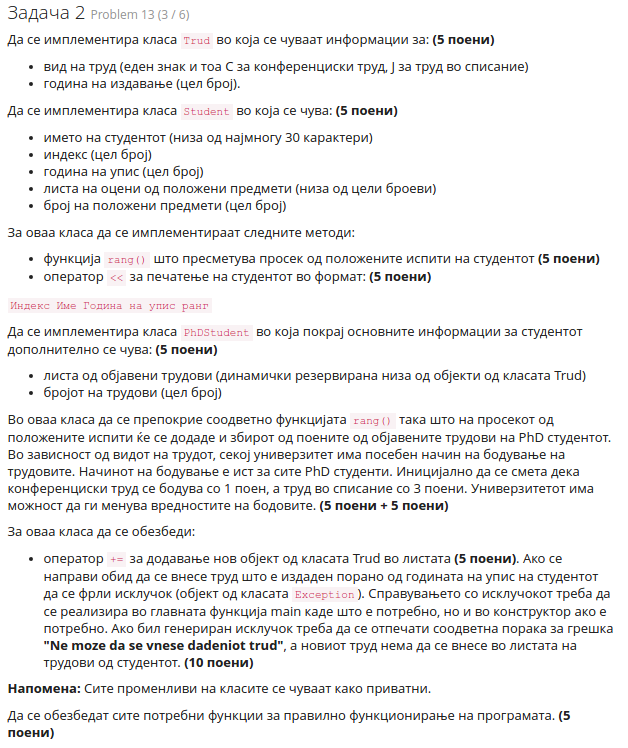 Задача 2 Problem 13 (3 / 6)
Да се имплементира класа Trud во која се чуваат информации за: (5 поени)
• вид на труд (еден знак и тоа C за конференциски труд, Ј за труд во списание)
• година на издавање (цел број).
Да се имплементира класа Student во која се чува: (5 поени)
• името на студентот (низа од најмногу 30 карактери)
• индекс (цел број)
• година на упис (цел број)
• листа на оцени од положени предмети (низа од цели броеви)
• број на положени предмети (цел број)
За оваа класа да се имплементираат следните методи:
• функција rang() што пресметува просек од положените испити на студентот (5 поени)
• оператор << за печатење на студентот во формат: (5 поени)
Индекс Име Година на упис ранг
Да се имплементира класа PhDStudent во која покрај основните информации за студентот
дополнително се чува: (5 поени)
• листа од објавени трудови (динамички резервирана низа од објекти од класата Trud)
• бројот на трудови (цел број)
Во оваа класа да се препокрие соодветно функцијата rang() така што на просекот од
положените испити ќе се додаде и збирот од поените од објавените трудови на PhD студентот.
Во зависност од видот на трудот, секој универзитет има посебен начин на бодување на
трудовите. Начинот на бодување е ист за сите PhD студенти. Иницијално да се смета дека
конференциски труд се бодува со 1 поен, а труд во списание со 3 поени. Универзитетот има
можност да ги менува вредностите на бодовите. (5 поени + 5 поени)
За оваа класа да се обезбеди:
• оператор += за додавање нов објект од класата Trud во листата (5 поени). Ако се
направи обид да се внесе труд што е издаден порано од годината на упис на студентот
да се фрли исклучок (објект од класата Exception). Справувањето со исклучокот треба да
се реализира во главната функција main каде што е потребно, но и во конструктор ако е
потребно. Ако бил генериран исклучок треба да се отпечати соодветна порака за грешка
"Ne moze da se vnese dadeniot trud", а новиот труд нема да се внесе во листата на
трудови од студентот. (10 поени)
Напомена: Сите променливи на класите се чуваат како приватни.
Да се обезбедат сите потребни функции за правилно функционирање на програмата. (5
поени)